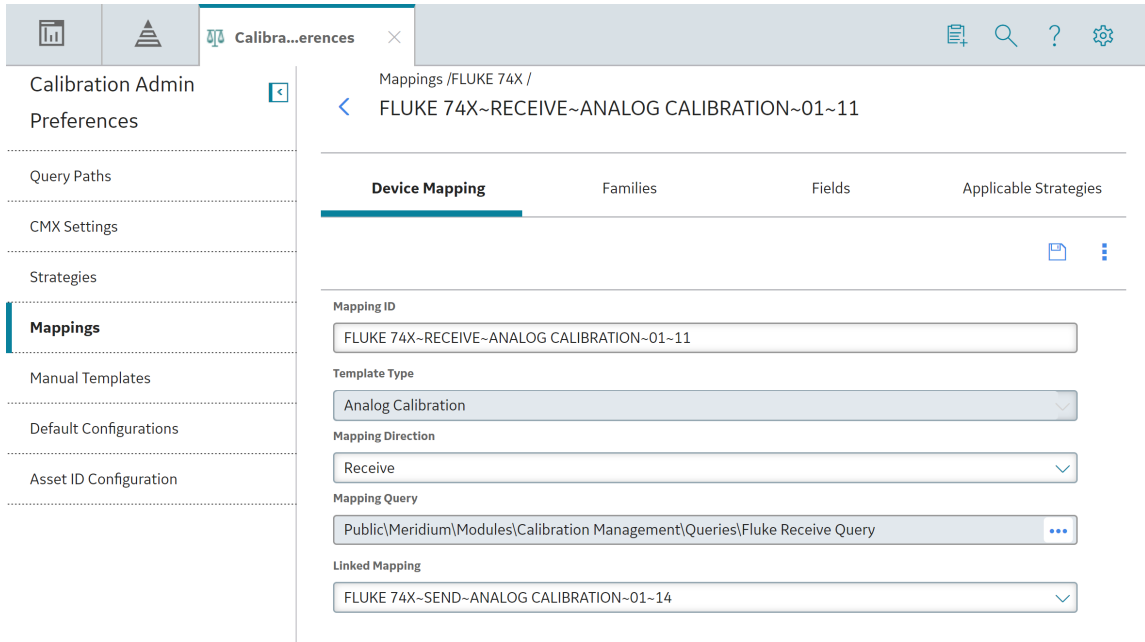 Calibra...erences
?
Calibration Admin
Preferences
Query Paths
CMX Settings
Strategies
Mappings
Manual Templates
Default Configurations
Asset ID Configuration
Mappings /FLUKE 74X /
FLUKE 74X~RECEIVE~ANALOG CALIBRATION~01~11
Device Mapping Families Fields Applicable Strategies
Mapping ID
FLUKE 74X~RECEIVE~ANALOG CALIBRATION~01~11
Template Type
Analog Calibration
Mapping Direction
Receive
Mapping Query
Public\Meridium\Modules\Calibration Management\Queries\Fluke Receive Query
Linked Mapping
FLUKE 74X~SEND~ANALOG CALIBRATION~01~14